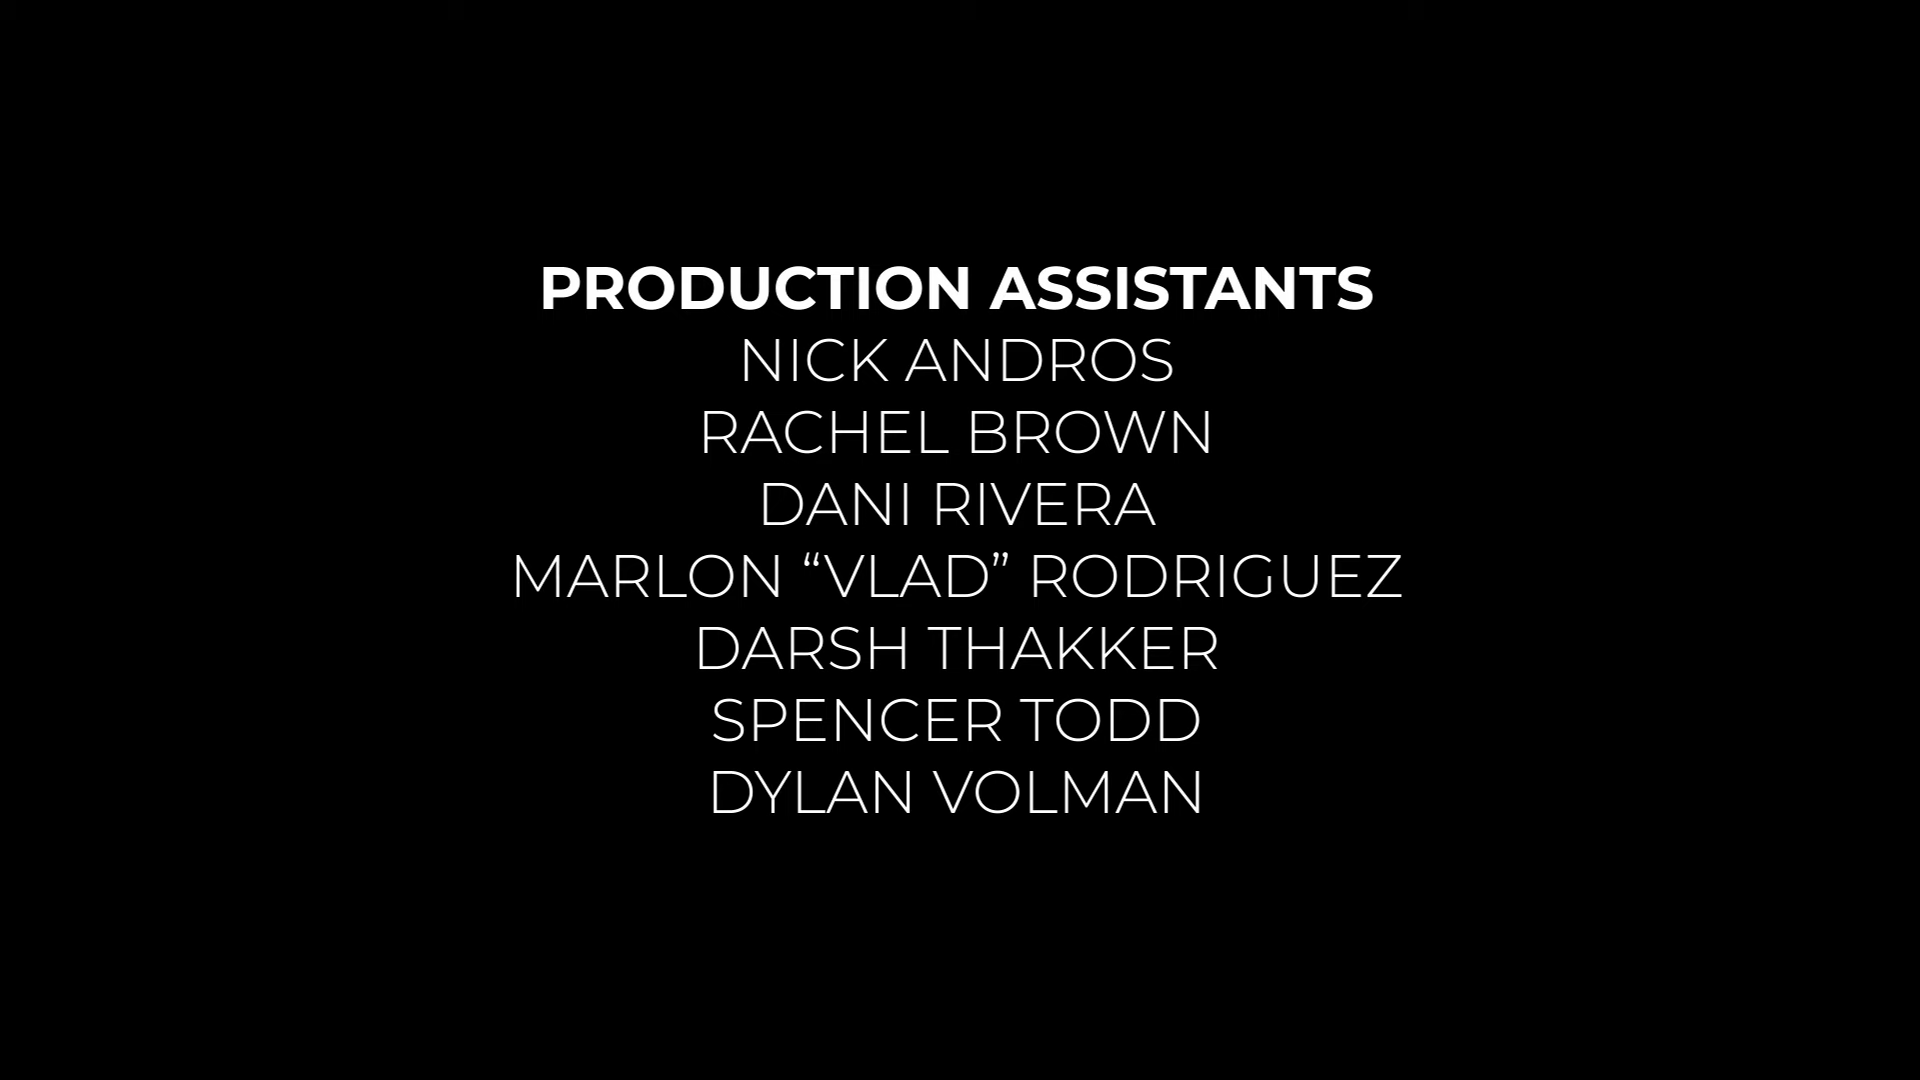 PRODUCTION ASSISTANTS
NICK ANDROS
RACHEL BROWN
DANI RIVERA
MARLON “VLAD” RODRIGUEZ
DARSH THAKKER
SPENCER TODD
DYLAN VOLMAN